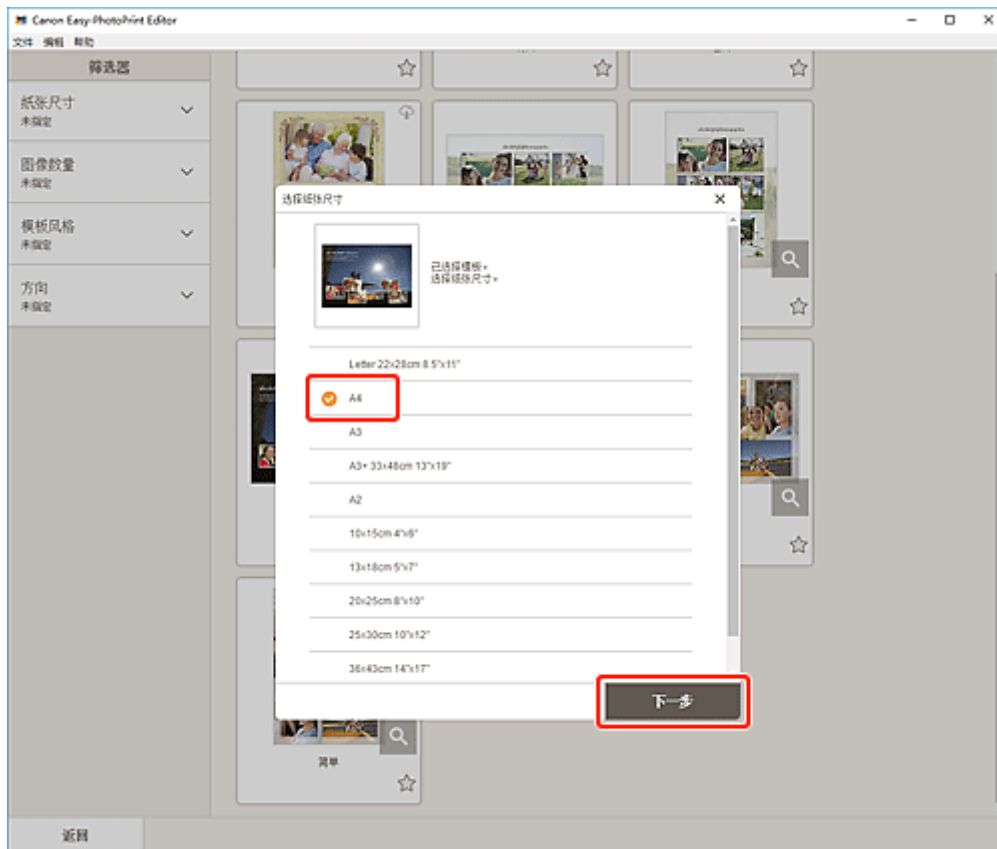 Canon Easy-PhotoPrint Editor
文件 编辑 帮助
筛选器
纸张尺寸
未指定
图像数量
未指定
模板风格
未指定
方向
未指定
选择纸张尺寸
已选择模板。
选择纸张尺寸。
Letter 22x28cm 8.5"x11"
A4
A3
A3+ 33x48cm 13"x19"
A2
10x15cm 4"x6"
13x18cm 5"x7"
20x25cm 8"x10"
25x30cm 10"x12"
36x43cm 14"x17"
下一步
简单
返回